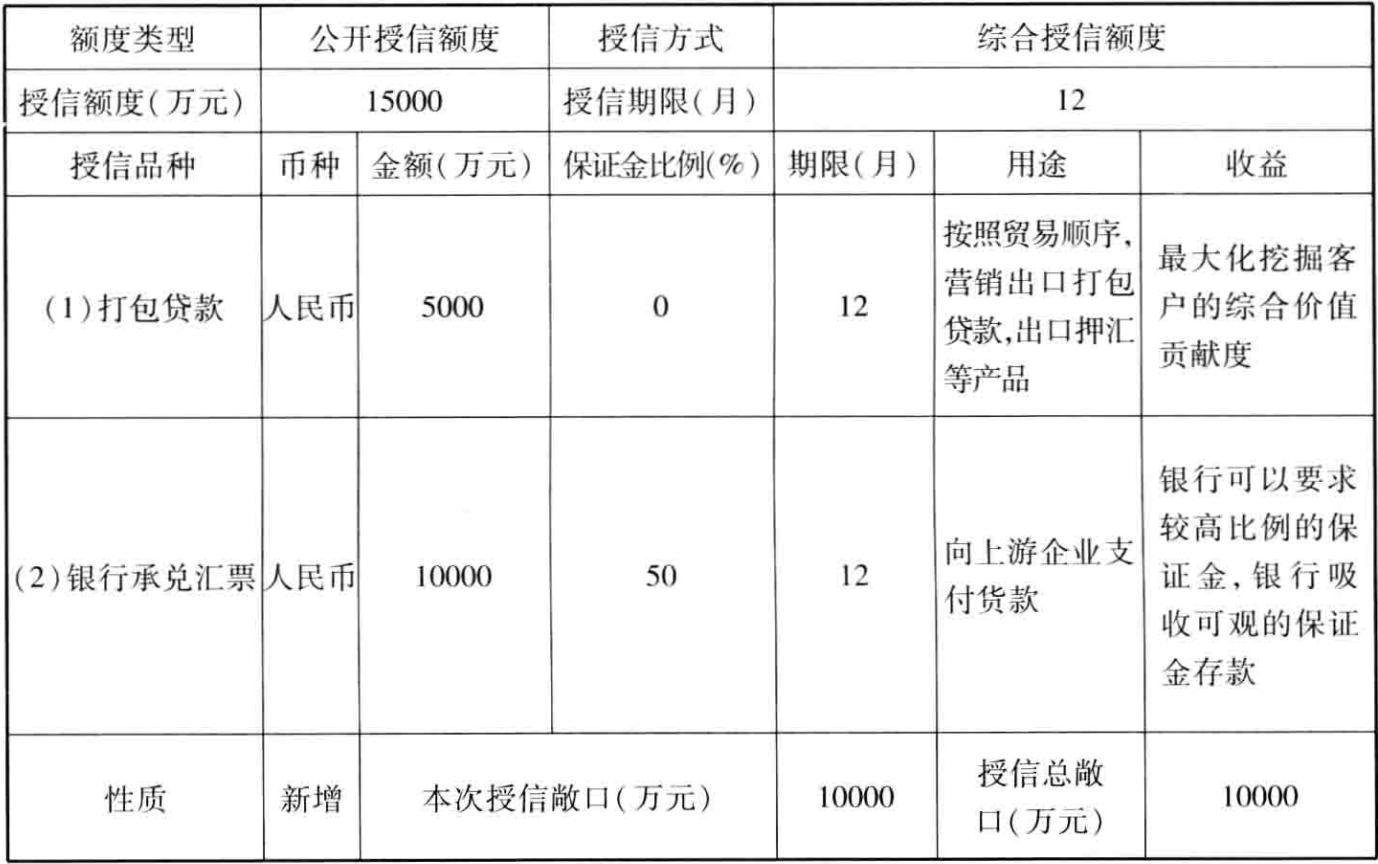 额度类型 公开授信额度 授信方式 综合授信额度
授信额度(万元) 15000 授信期限(月) 12
授信品种 币种 金额(万元) 保证金比例(%) 期限(月) 用途 收益
(1)打包贷款 人民币 5000 0 12
按照贸易顺序,
营销出口打包
贷款,出口押汇
等产品
最大化挖掘客
户的综合价值
贡献度
(2)银行承兑汇票 人民币 10000 50 12
向上游企业支
付货款
银行可以要求
较高比例的保
证金,银行吸
收可观的保证
金存款
性质 新增 本次授信敞口(万元) 10000
授信总敞
口(万元)
10000